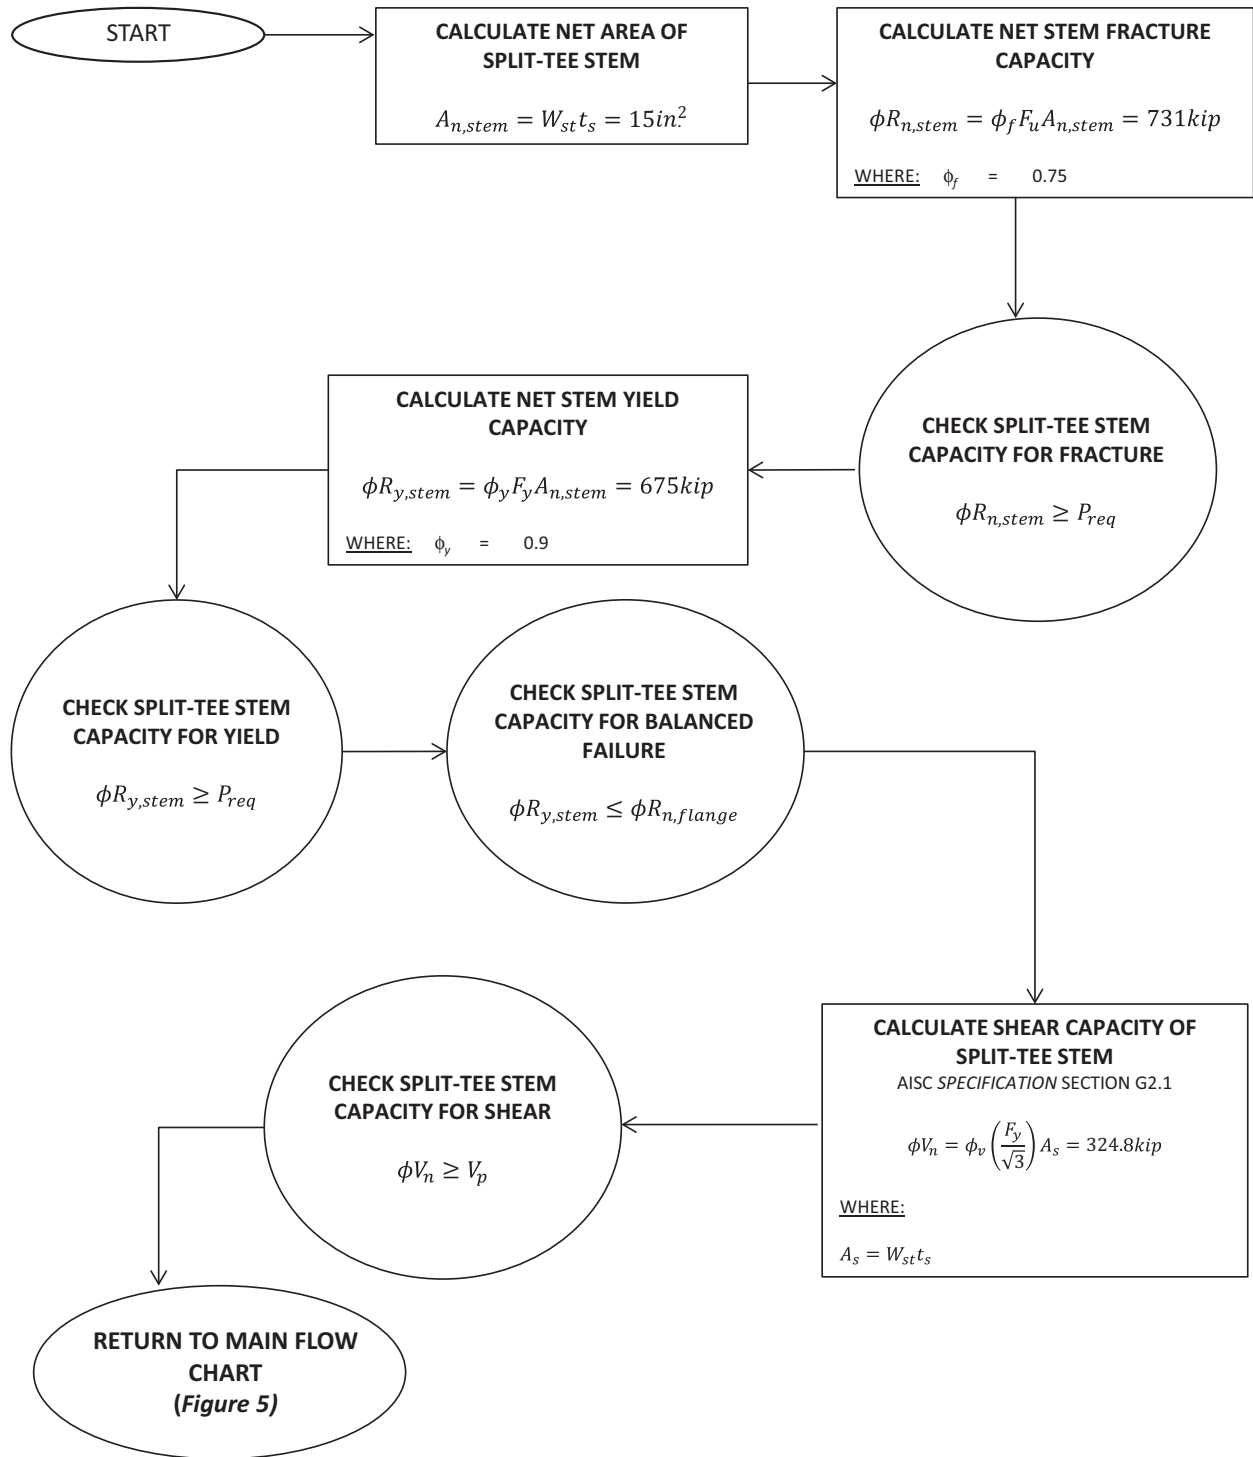 START
CALCULATE NET AREA OF
SPLIT-TEE STEM
A_{n,stem} = W_{st}t_s = 15in.^2
CALCULATE NET STEM FRACTURE
CAPACITY
ϕR_{n,stem} = ϕ_f F_u A_{n,stem} = 731kip
WHERE: ϕ_f = 0.75
CHECK SPLIT-TEE STEM
CAPACITY FOR FRACTURE
ϕR_{n,stem} ≥ P_{req}
CALCULATE NET STEM YIELD
CAPACITY
ϕR_{y,stem} = ϕ_y F_y A_{n,stem} = 675kip
WHERE: ϕ_y = 0.9
CHECK SPLIT-TEE STEM
CAPACITY FOR YIELD
ϕR_{y,stem} ≥ P_{req}
CHECK SPLIT-TEE STEM
CAPACITY FOR BALANCED
FAILURE
ϕR_{y,stem} ≤ ϕR_{n,flange}
CALCULATE SHEAR CAPACITY OF
SPLIT-TEE STEM
AISC SPECIFICATION SECTION G2.1
ϕV_n = ϕ_v (F_y/√3) A_s = 324.8kip
WHERE:
A_s = W_{st}t_s
CHECK SPLIT-TEE STEM
CAPACITY FOR SHEAR
ϕV_n ≥ V_p
RETURN TO MAIN FLOW
CHART
(Figure 5)